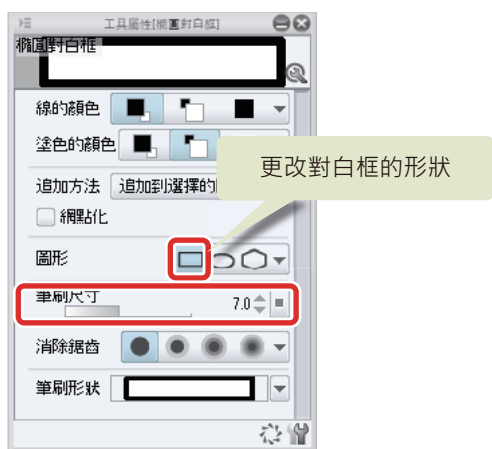 工具屬性[橢圓對白框]
橢圓對白框
線的顏色
塗色的顏色
更改對白框的形狀
追加方法 追加到選擇的
網點化
圖形
筆刷尺寸 7.0
消除鋸齒
筆刷形狀